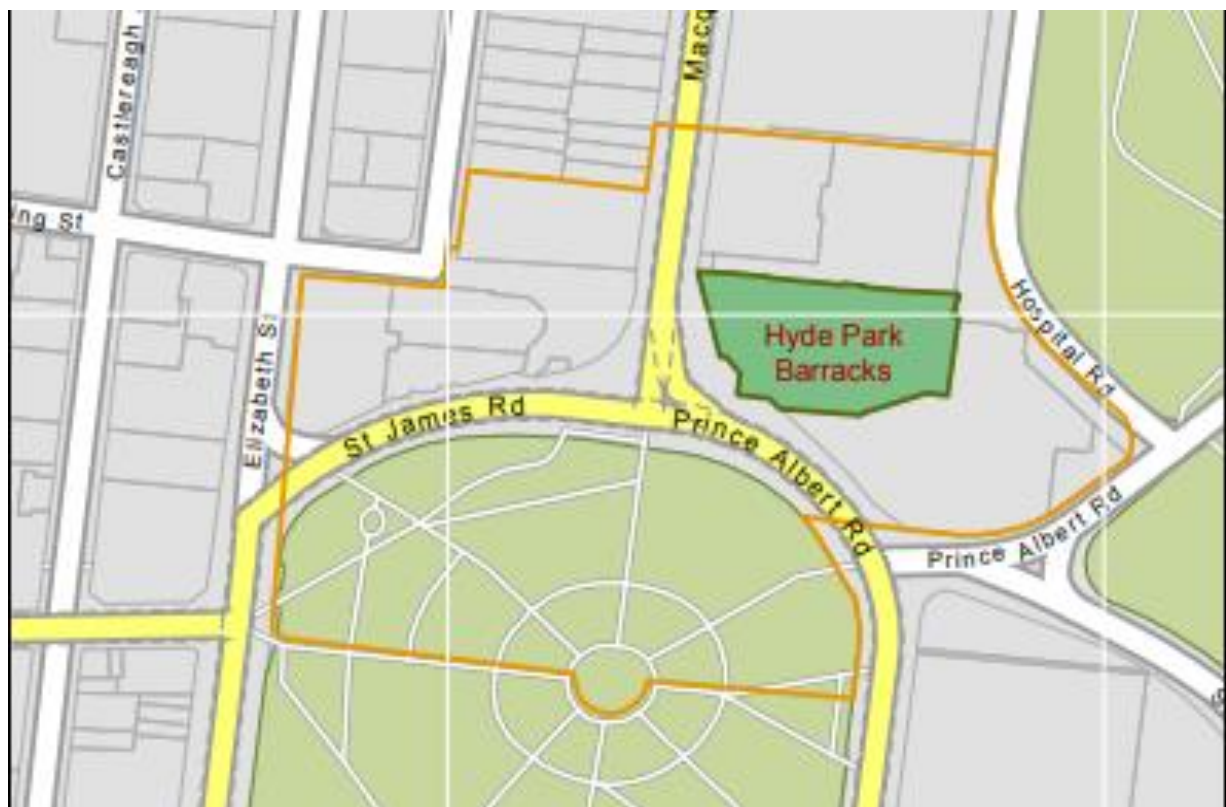 Castlereagh
Macq
ing St
Hyde Park
Barracks
Hospital Rd
Elizabeth St
St James Rd
Prince Albert Rd
Prince Albert Rd